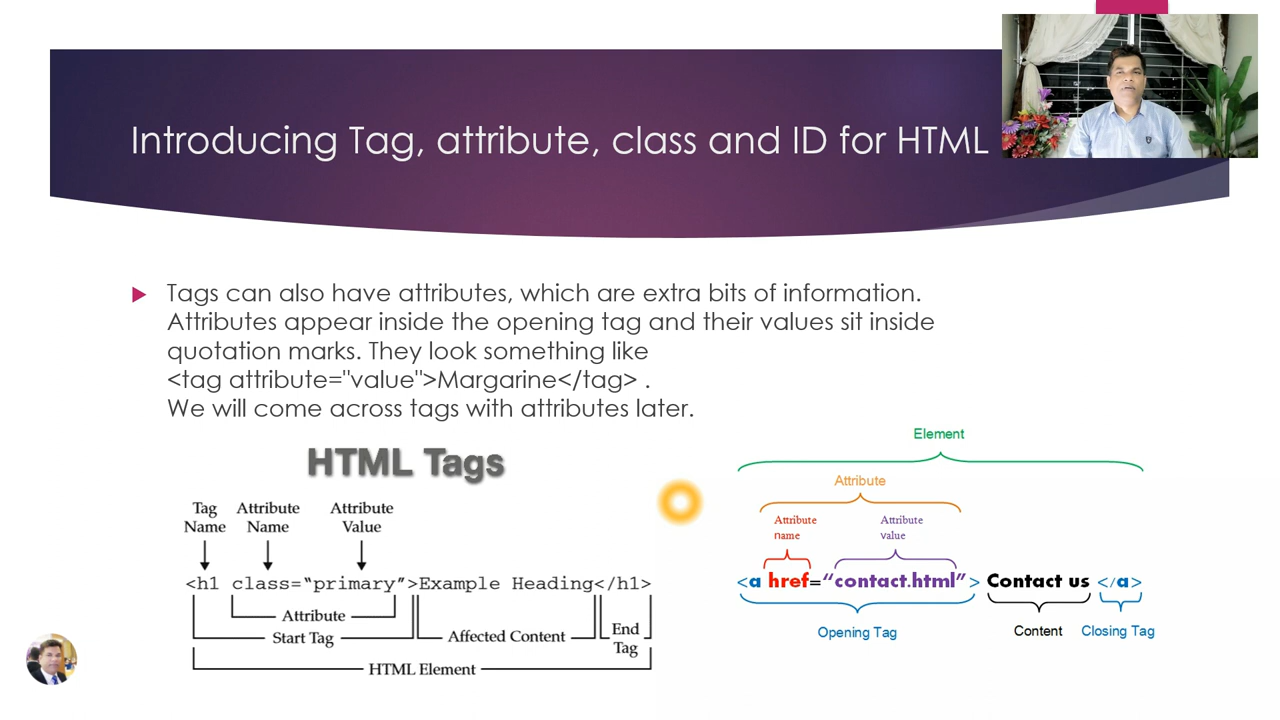 Introducing Tag, attribute, class and ID for HTML
Tags can also have attributes, which are extra bits of information.
Attributes appear inside the opening tag and their values sit inside
quotation marks. They look something like
<tag attribute="value">Margarine</tag> .
We will come across tags with attributes later.
HTML Tags
Tag Name
Attribute Name
Attribute Value
<h1 class="primary">Example Heading</h1>
Attribute
Start Tag
Affected Content
End Tag
HTML Element
Element
Attribute
Attribute name
Attribute value
<a href="contact.html"> Contact us </a>
Opening Tag
Content
Closing Tag